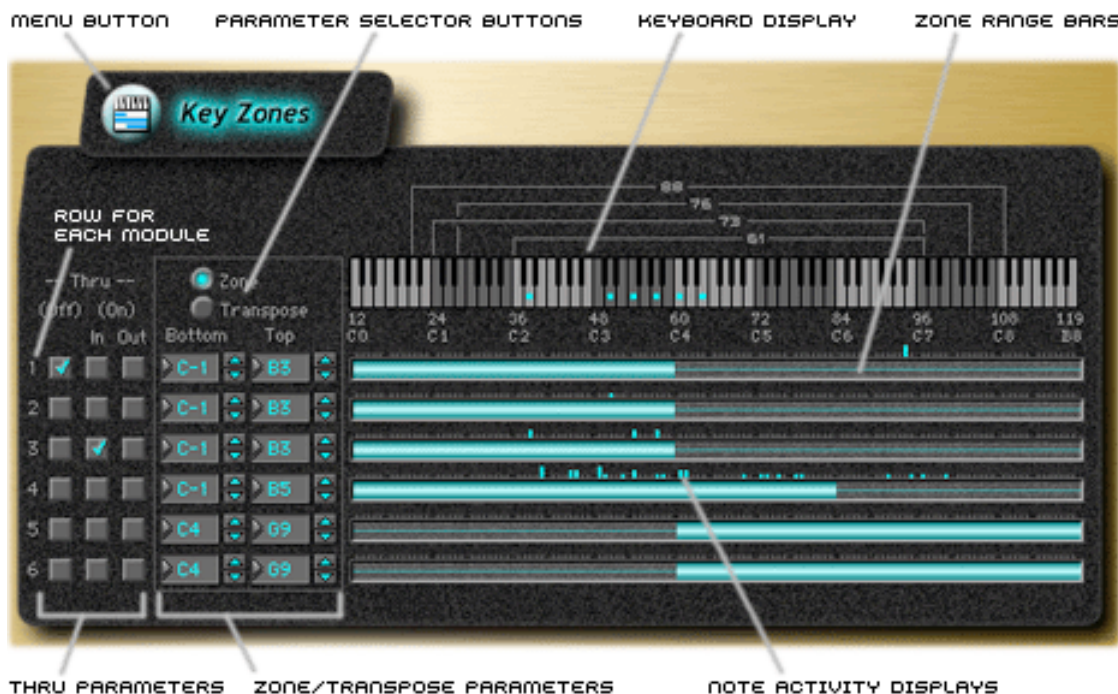 MENU BUTTON PARAMETER SELECTOR BUTTONS KEYBOARD DISPLAY ZONE RANGE BARS
Key Zones
88
76
73
61
ROW FOR
EACH MODULE
-- Thru --
(Off) (On)
In Out
Zone
Transpose
Bottom Top
12 24 36 48 60 72 84 96 108 119
C0 C1 C2 C3 C4 C5 C6 C7 C8 B8
1 C-1 B3
2 C-1 B3
3 C-1 B3
4 C-1 B5
5 C4 G9
6 C4 G9
THRU PARAMETERS ZONE/TRANSPOSE PARAMETERS NOTE ACTIVITY DISPLAYS